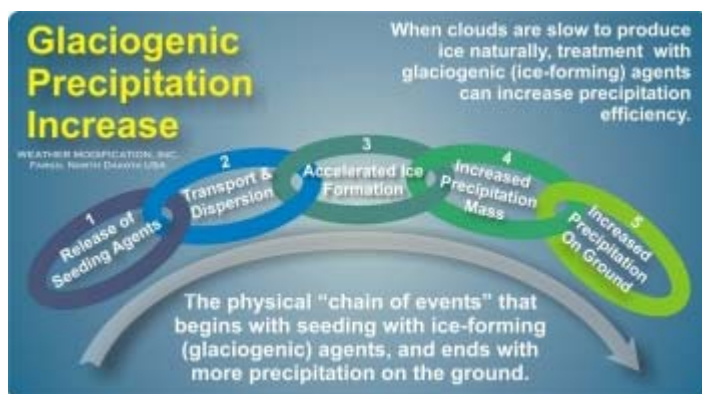 Glaciogenic
Precipitation
Increase
WEATHER MODIFICATION, INC.
FARGO, NORTH DAKOTA USA
When clouds are slow to produce
ice naturally, treatment with
glaciogenic (ice-forming) agents
can increase precipitation
efficiency.
1
Release of
Seeding Agents
2
Transport &
Dispersion
3
Accelerated Ice
Formation
4
Increased
Precipitation
Mass
5
Increased
Precipitation
On Ground
The physical “chain of events” that
begins with seeding with ice-forming
(glaciogenic) agents, and ends with
more precipitation on the ground.